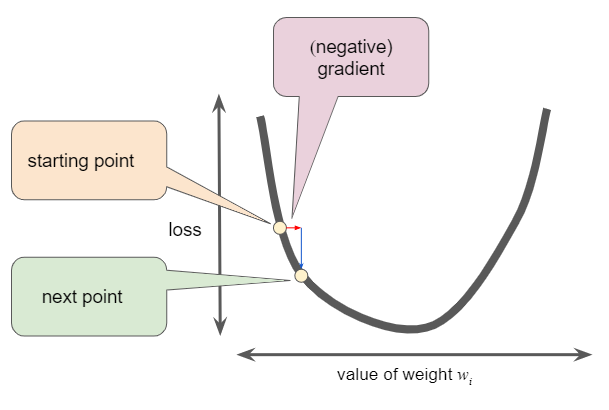 (negative)
gradient
starting point
loss
next point
value of weight wᵢ